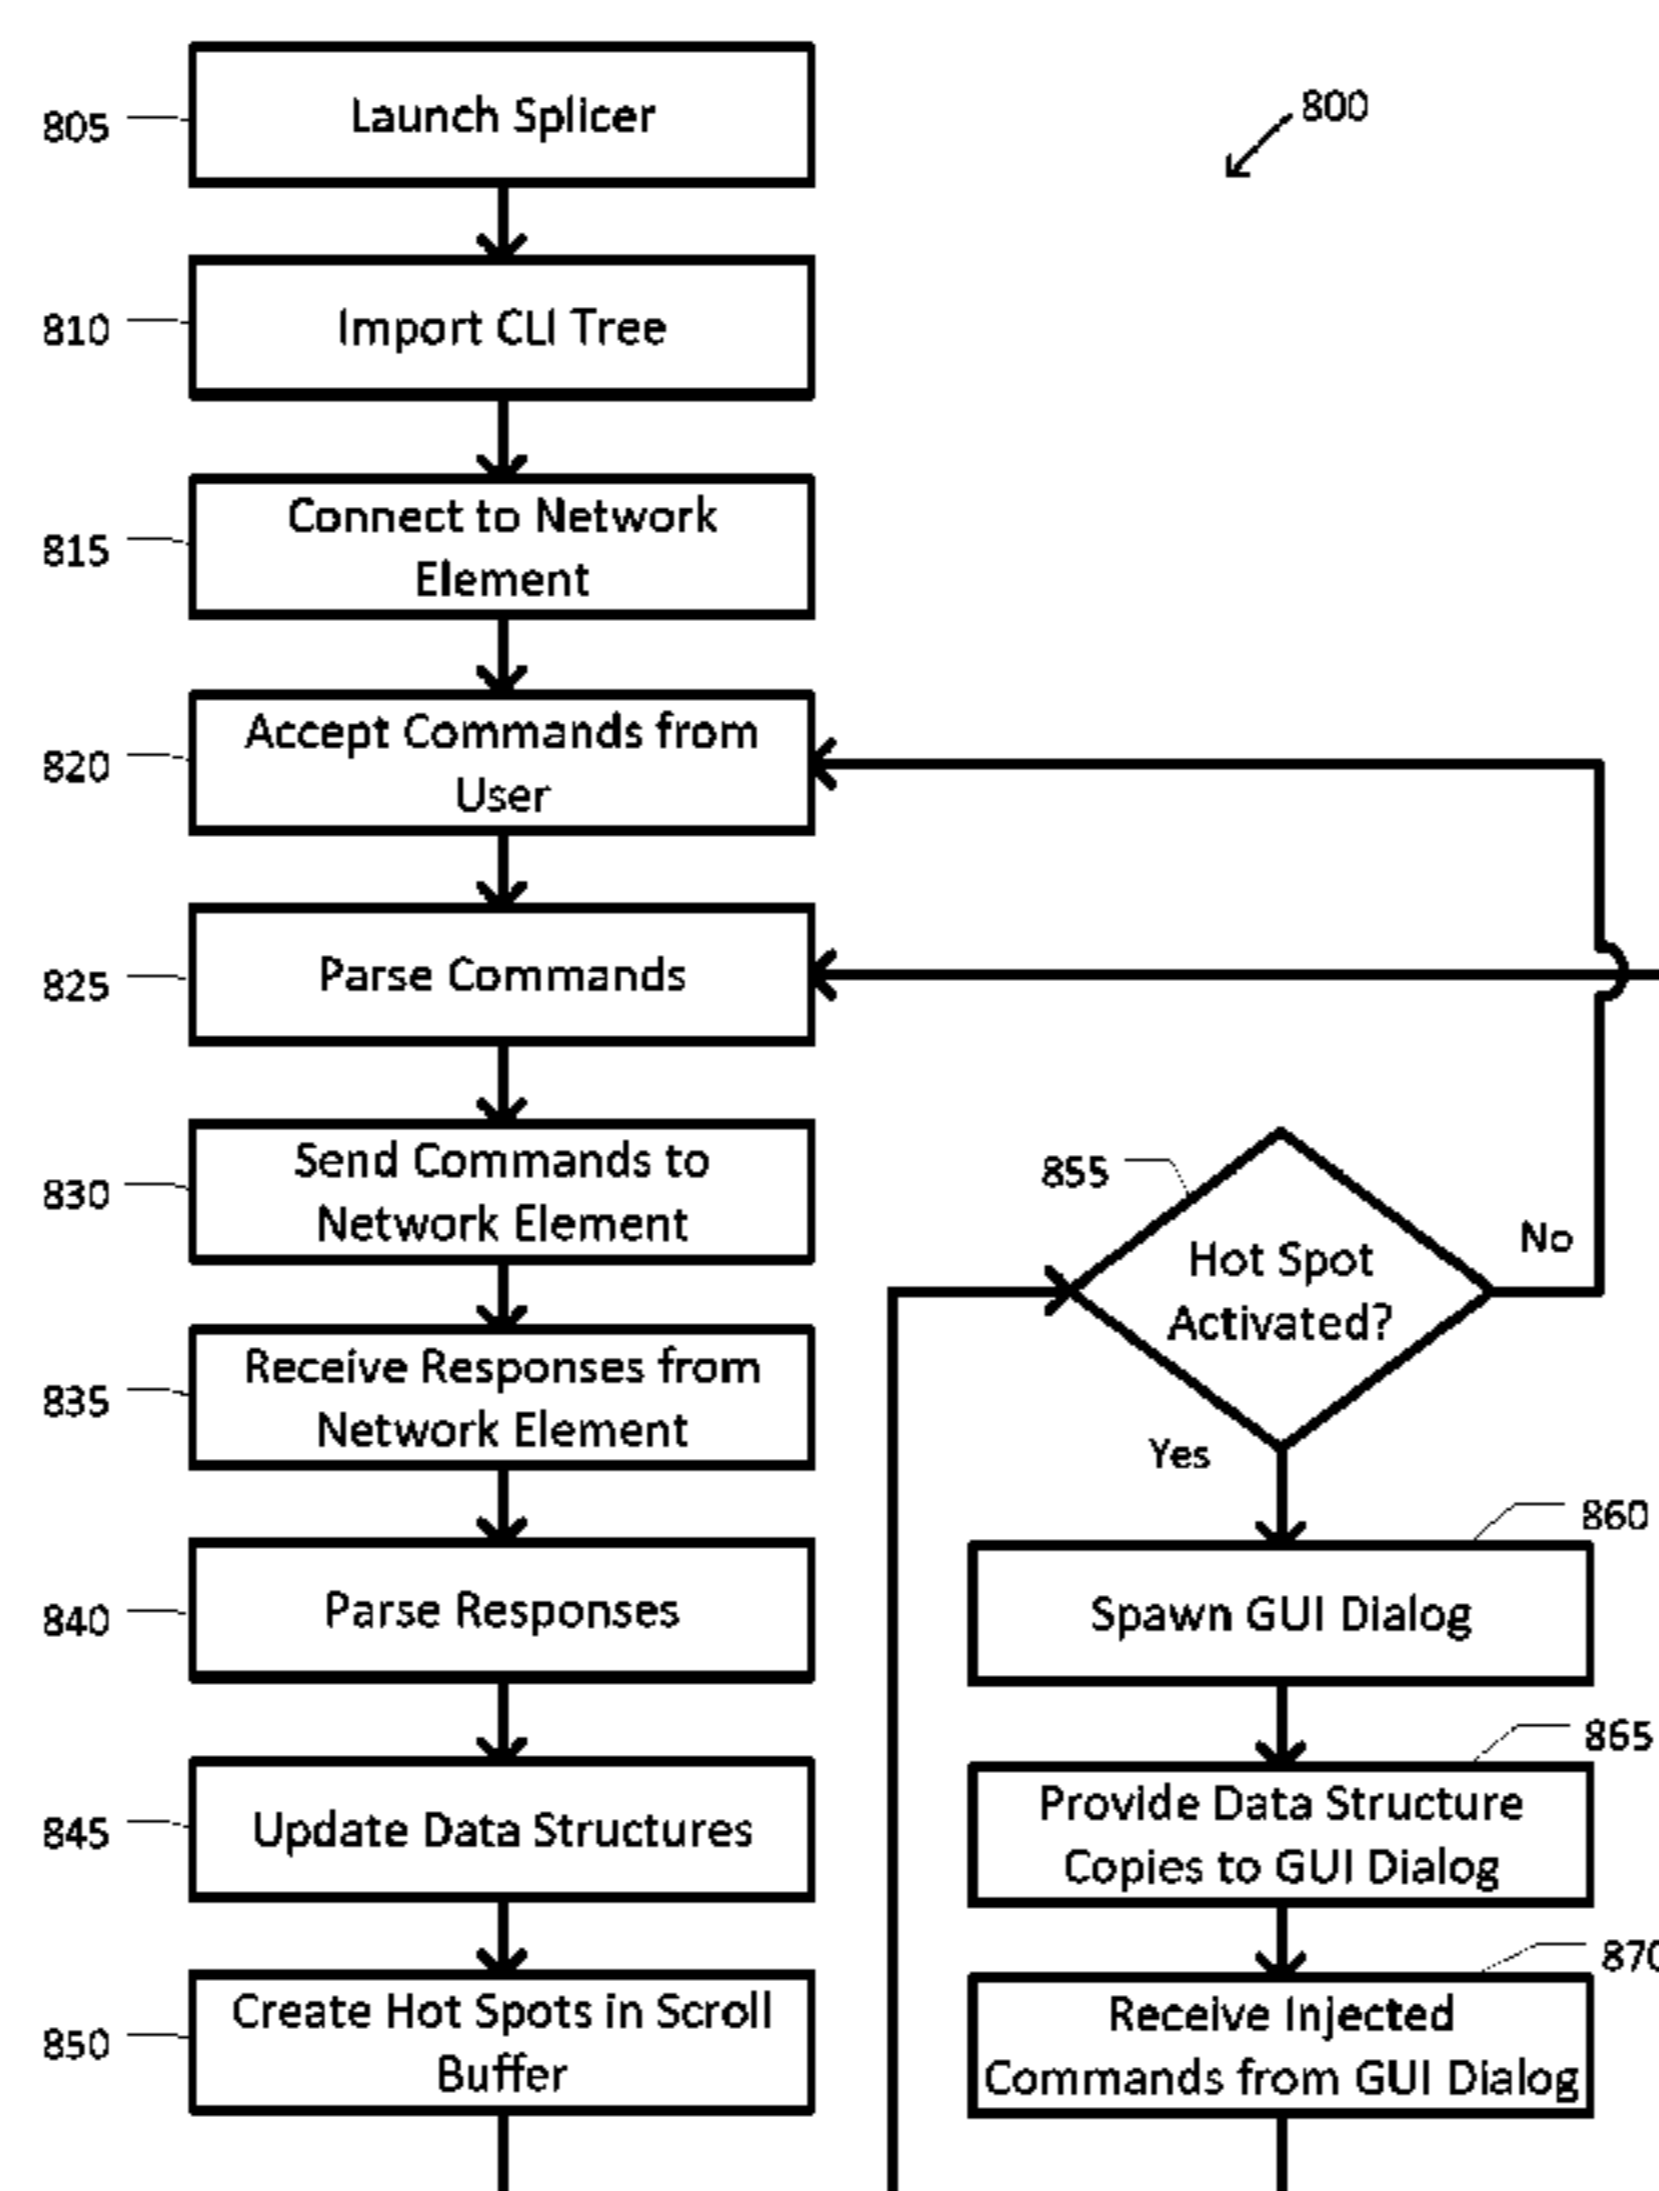 800
805
Launch Splicer
810
Import CLI Tree
815
Connect to Network
Element
820
Accept Commands from
User
825
Parse Commands
830
Send Commands to
Network Element
835
Receive Responses from
Network Element
840
Parse Responses
845
Update Data Structures
850
Create Hot Spots in Scroll
Buffer
855
Hot Spot
Activated?
No
Yes
860
Spawn GUI Dialog
865
Provide Data Structure
Copies to GUI Dialog
870
Receive Injected
Commands from GUI Dialog